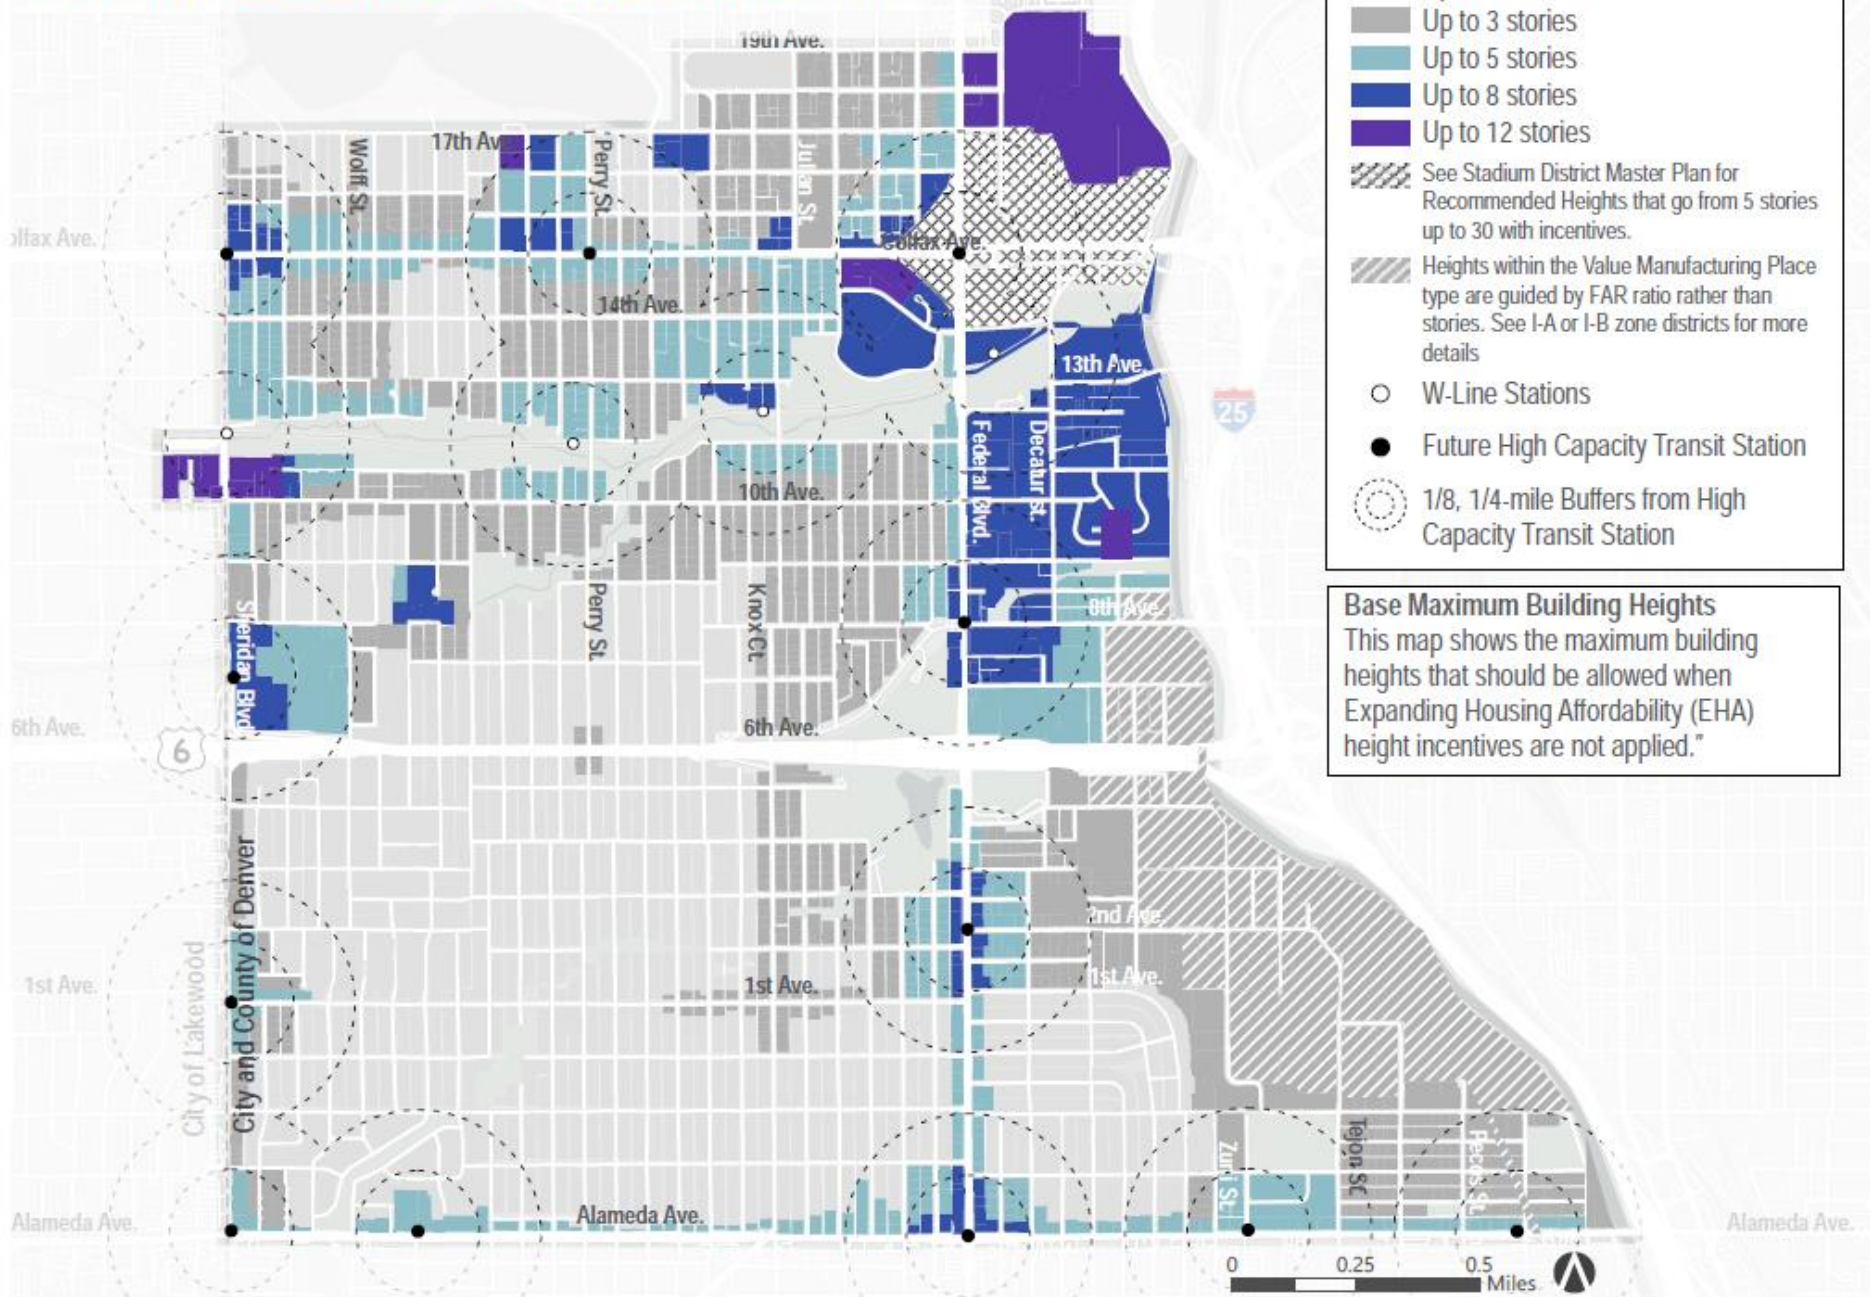 Up to 3 stories
Up to 5 stories
Up to 8 stories
Up to 12 stories
See Stadium District Master Plan for
Recommended Heights that go from 5 stories
up to 30 with incentives.
Heights within the Value Manufacturing Place
type are guided by FAR ratio rather than
stories. See I-A or I-B zone districts for more
details
W-Line Stations
Future High Capacity Transit Station
1/8, 1/4-mile Buffers from High
Capacity Transit Station
Base Maximum Building Heights
This map shows the maximum building
heights that should be allowed when
Expanding Housing Affordability (EHA)
height incentives are not applied."
19th Ave.
17th Av
Wolff St.
Perry St.
Julian St.
olfax Ave.
Colfax Ave.
14th Ave.
13th Ave.
25
Federal Blvd.
Decatur st.
10th Ave.
Sheridan Blvd
Perry St.
Knox Ct.
8th Ave.
6th Ave.
6
6th Ave.
City of Lakewood
City and County of Denver
2nd Ave.
1st Ave.
1st Ave.
1st Ave.
Zuni St.
Tejon St.
Pecos St.
Alameda Ave.
Alameda Ave.
Alameda Ave.
0 0.25 0.5
Miles